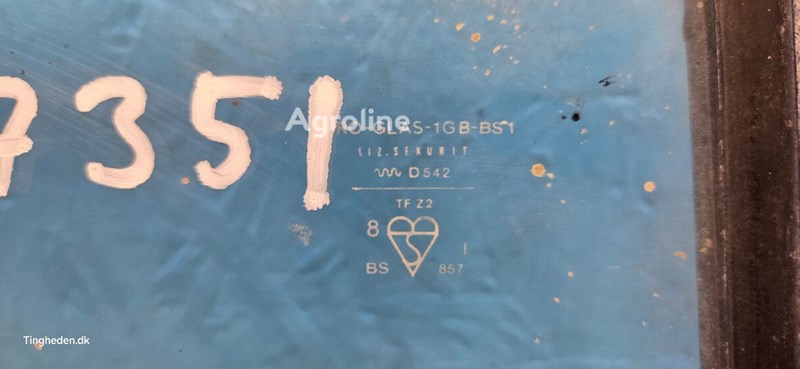 7351
Agroline
-GLAS-1GB-BS1
LIZ.SEKURIT
D542
TF Z2
8
BS 857
Tingheden.dk